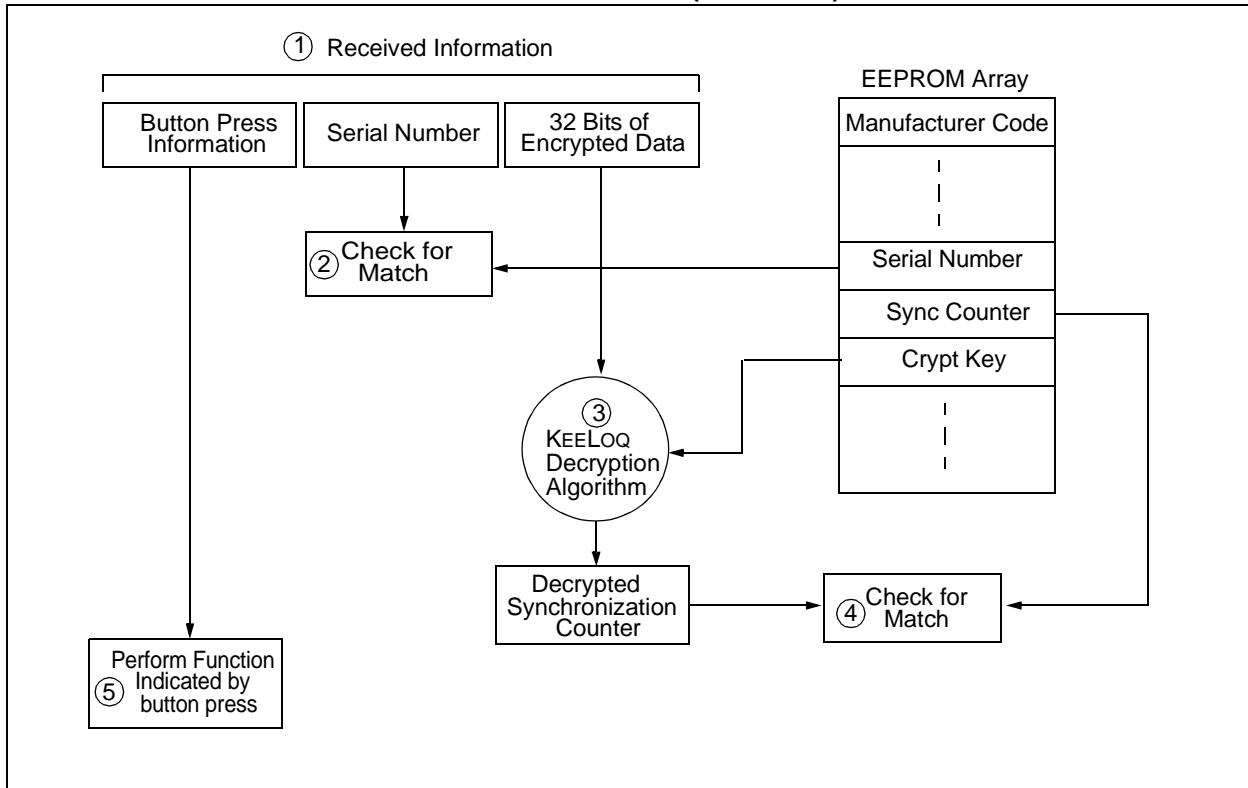 ① Received Information
EEPROM Array
Button Press
Information
Serial Number
32 Bits of
Encrypted Data
Manufacturer Code
② Check for
Match
Serial Number
Sync Counter
Crypt Key
③
KEELOQ
Decryption
Algorithm
Decrypted
Synchronization
Counter
④ Check for
Match
Perform Function
⑤ Indicated by
button press